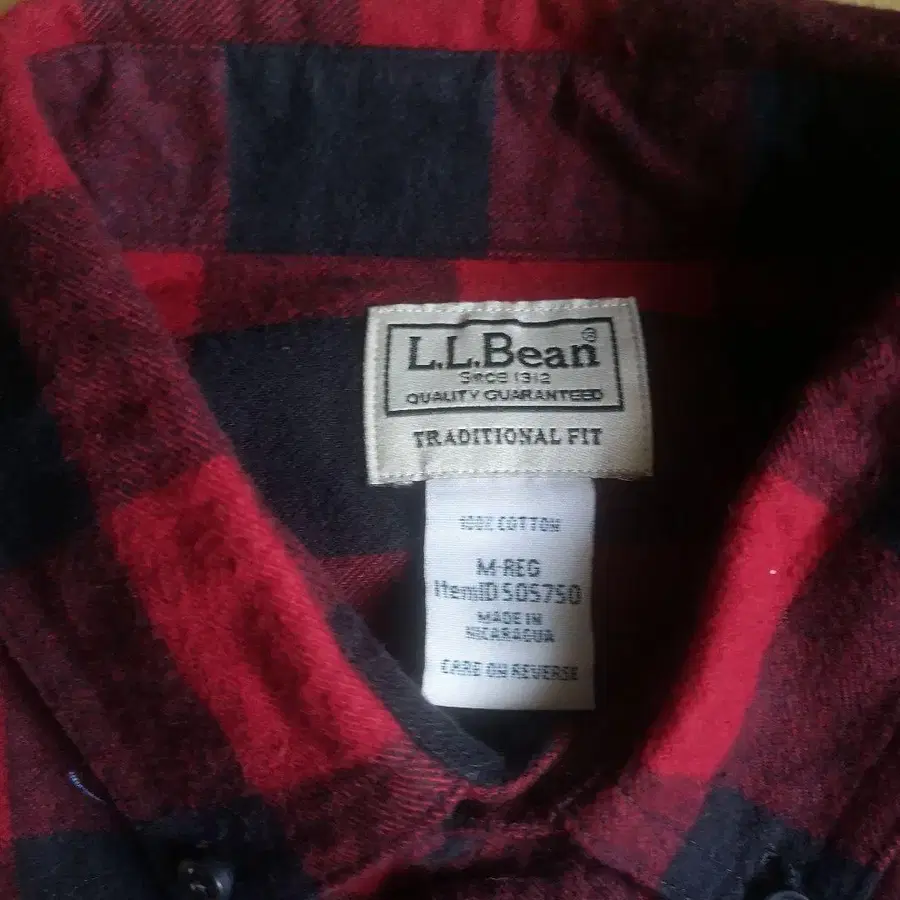 L.L.Bean®
SINCE 1912
QUALITY GUARANTEED
TRADITIONAL FIT
100% COTTON
M-REG
ItemID 505750
MADE IN
NICARAGUA
CARE ON REVERSE